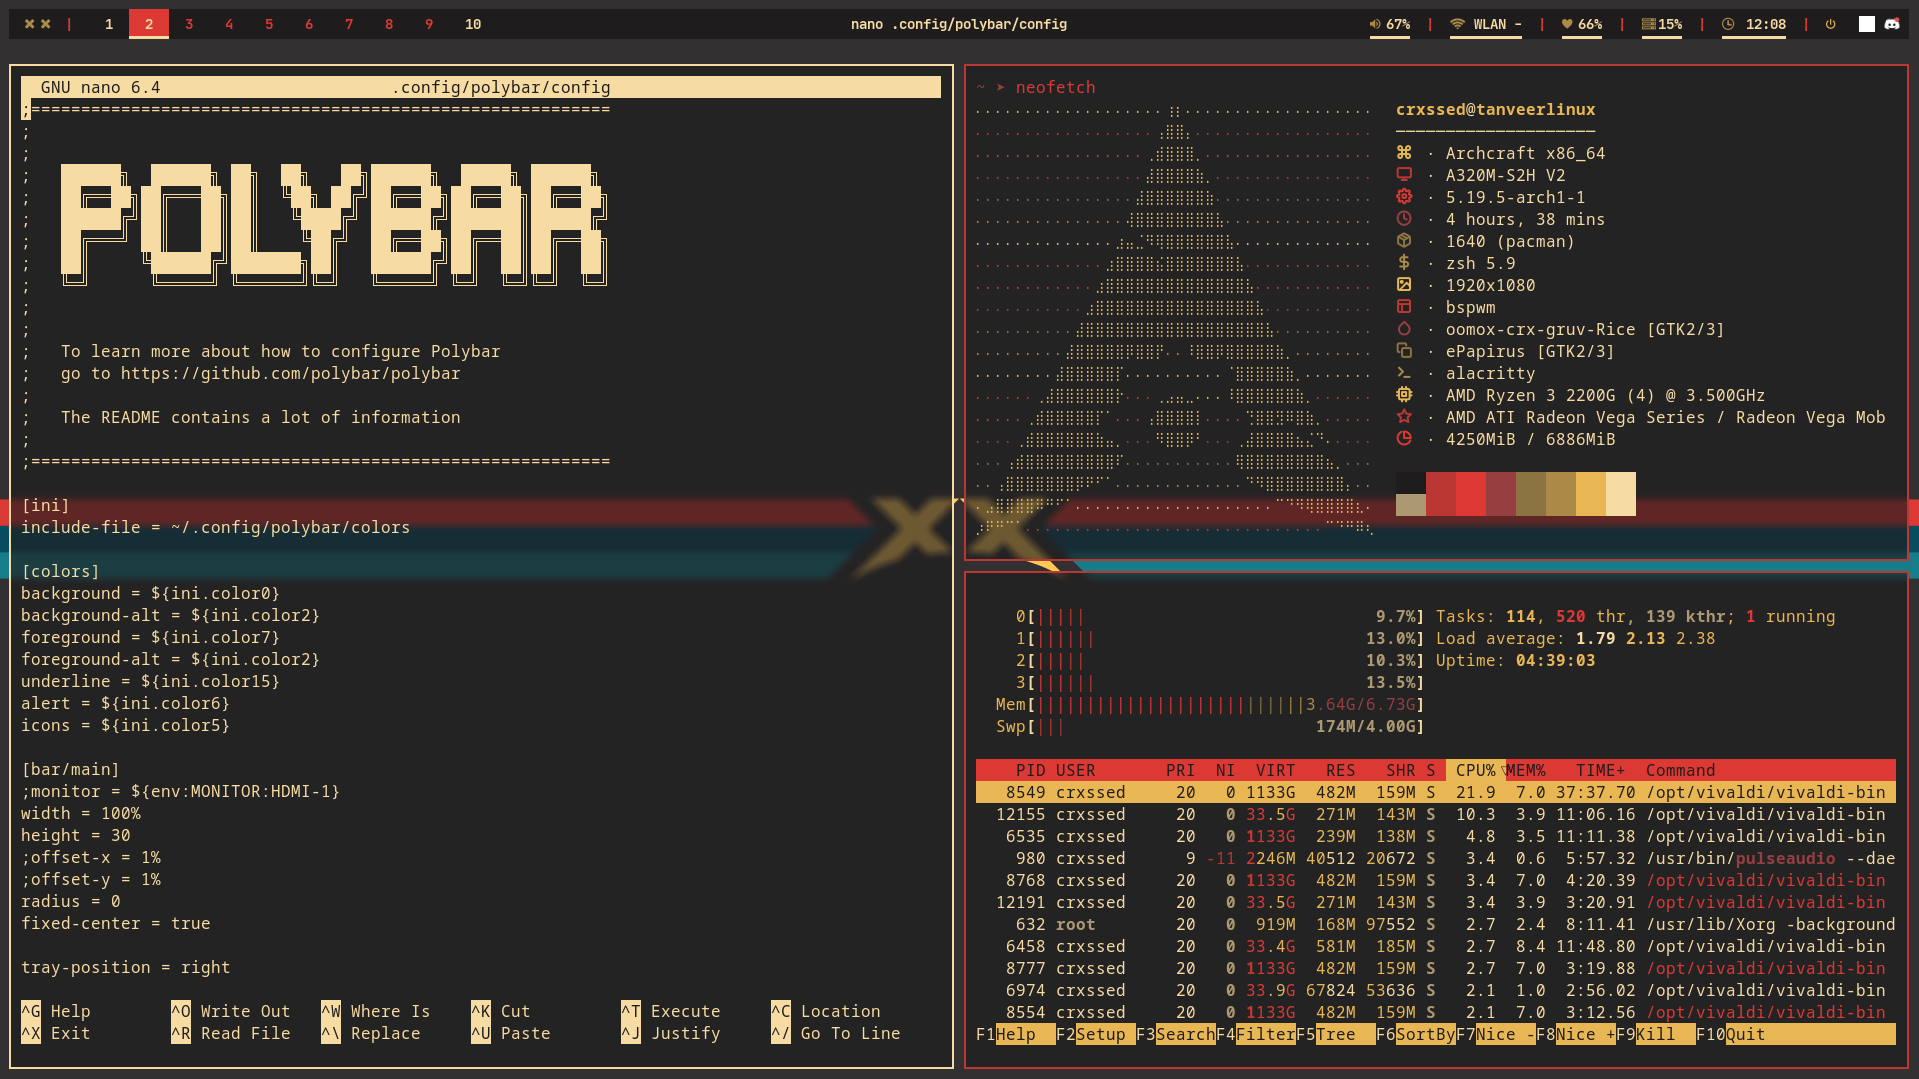 ✖ ✖ | 1 2 3 4 5 6 7 8 9 10 nano .config/polybar/config 67% | WLAN - | 66% | 15% | 12:08 |
GNU nano 6.4 .config/polybar/config
;==========================================================
;
;
; POLYBAR
;
;
;
;
;
;
;
; To learn more about how to configure Polybar
; go to https://github.com/polybar/polybar
;
; The README contains a lot of information
;
;==========================================================
[ini]
include-file = ~/.config/polybar/colors
[colors]
background = ${ini.color0}
background-alt = ${ini.color2}
foreground = ${ini.color7}
foreground-alt = ${ini.color2}
underline = ${ini.color15}
alert = ${ini.color6}
icons = ${ini.color5}
[bar/main]
;monitor = ${env:MONITOR:HDMI-1}
width = 100%
height = 30
;offset-x = 1%
;offset-y = 1%
radius = 0
fixed-center = true
tray-position = right
^G Help ^O Write Out ^W Where Is ^K Cut ^T Execute ^C Location
^X Exit ^R Read File ^\ Replace ^U Paste ^J Justify ^/ Go To Line
~ ➤ neofetch
crxssed@tanveerlinux
────────────────────
· Archcraft x86_64
· A320M-S2H V2
· 5.19.5-arch1-1
· 4 hours, 38 mins
· 1640 (pacman)
· zsh 5.9
· 1920x1080
· bspwm
· oomox-crx-gruv-Rice [GTK2/3]
· ePapirus [GTK2/3]
· alacritty
· AMD Ryzen 3 2200G (4) @ 3.500GHz
· AMD ATI Radeon Vega Series / Radeon Vega Mob
· 4250MiB / 6886MiB
0[||||| 9.7%] Tasks: 114, 520 thr, 139 kthr; 1 running
1[|||||| 13.0%] Load average: 1.79 2.13 2.38
2[||||| 10.3%] Uptime: 04:39:03
3[|||||| 13.5%]
Mem[|||||||||||||||||||||||||||3.64G/6.73G]
Swp[||| 174M/4.00G]
PID USER PRI NI VIRT RES SHR S CPU%▽MEM% TIME+ Command
8549 crxssed 20 0 1133G 482M 159M S 21.9 7.0 37:37.70 /opt/vivaldi/vivaldi-bin
12155 crxssed 20 0 33.5G 271M 143M S 10.3 3.9 11:06.16 /opt/vivaldi/vivaldi-bin
6535 crxssed 20 0 1133G 239M 138M S 4.8 3.5 11:11.38 /opt/vivaldi/vivaldi-bin
980 crxssed 9 -11 2246M 40512 20672 S 3.4 0.6 5:57.32 /usr/bin/pulseaudio --dae
8768 crxssed 20 0 1133G 482M 159M S 3.4 7.0 4:20.39 /opt/vivaldi/vivaldi-bin
12191 crxssed 20 0 33.5G 271M 143M S 3.4 3.9 3:20.91 /opt/vivaldi/vivaldi-bin
632 root 20 0 919M 168M 97552 S 2.7 2.4 8:11.41 /usr/lib/Xorg -background
6458 crxssed 20 0 33.4G 581M 185M S 2.7 8.4 11:48.80 /opt/vivaldi/vivaldi-bin
8777 crxssed 20 0 1133G 482M 159M S 2.7 7.0 3:19.88 /opt/vivaldi/vivaldi-bin
6974 crxssed 20 0 33.9G 67824 53636 S 2.1 1.0 2:56.02 /opt/vivaldi/vivaldi-bin
8554 crxssed 20 0 1133G 482M 159M S 2.1 7.0 3:12.56 /opt/vivaldi/vivaldi-bin
F1Help F2Setup F3SearchF4FilterF5Tree F6SortByF7Nice -F8Nice +F9Kill F10Quit